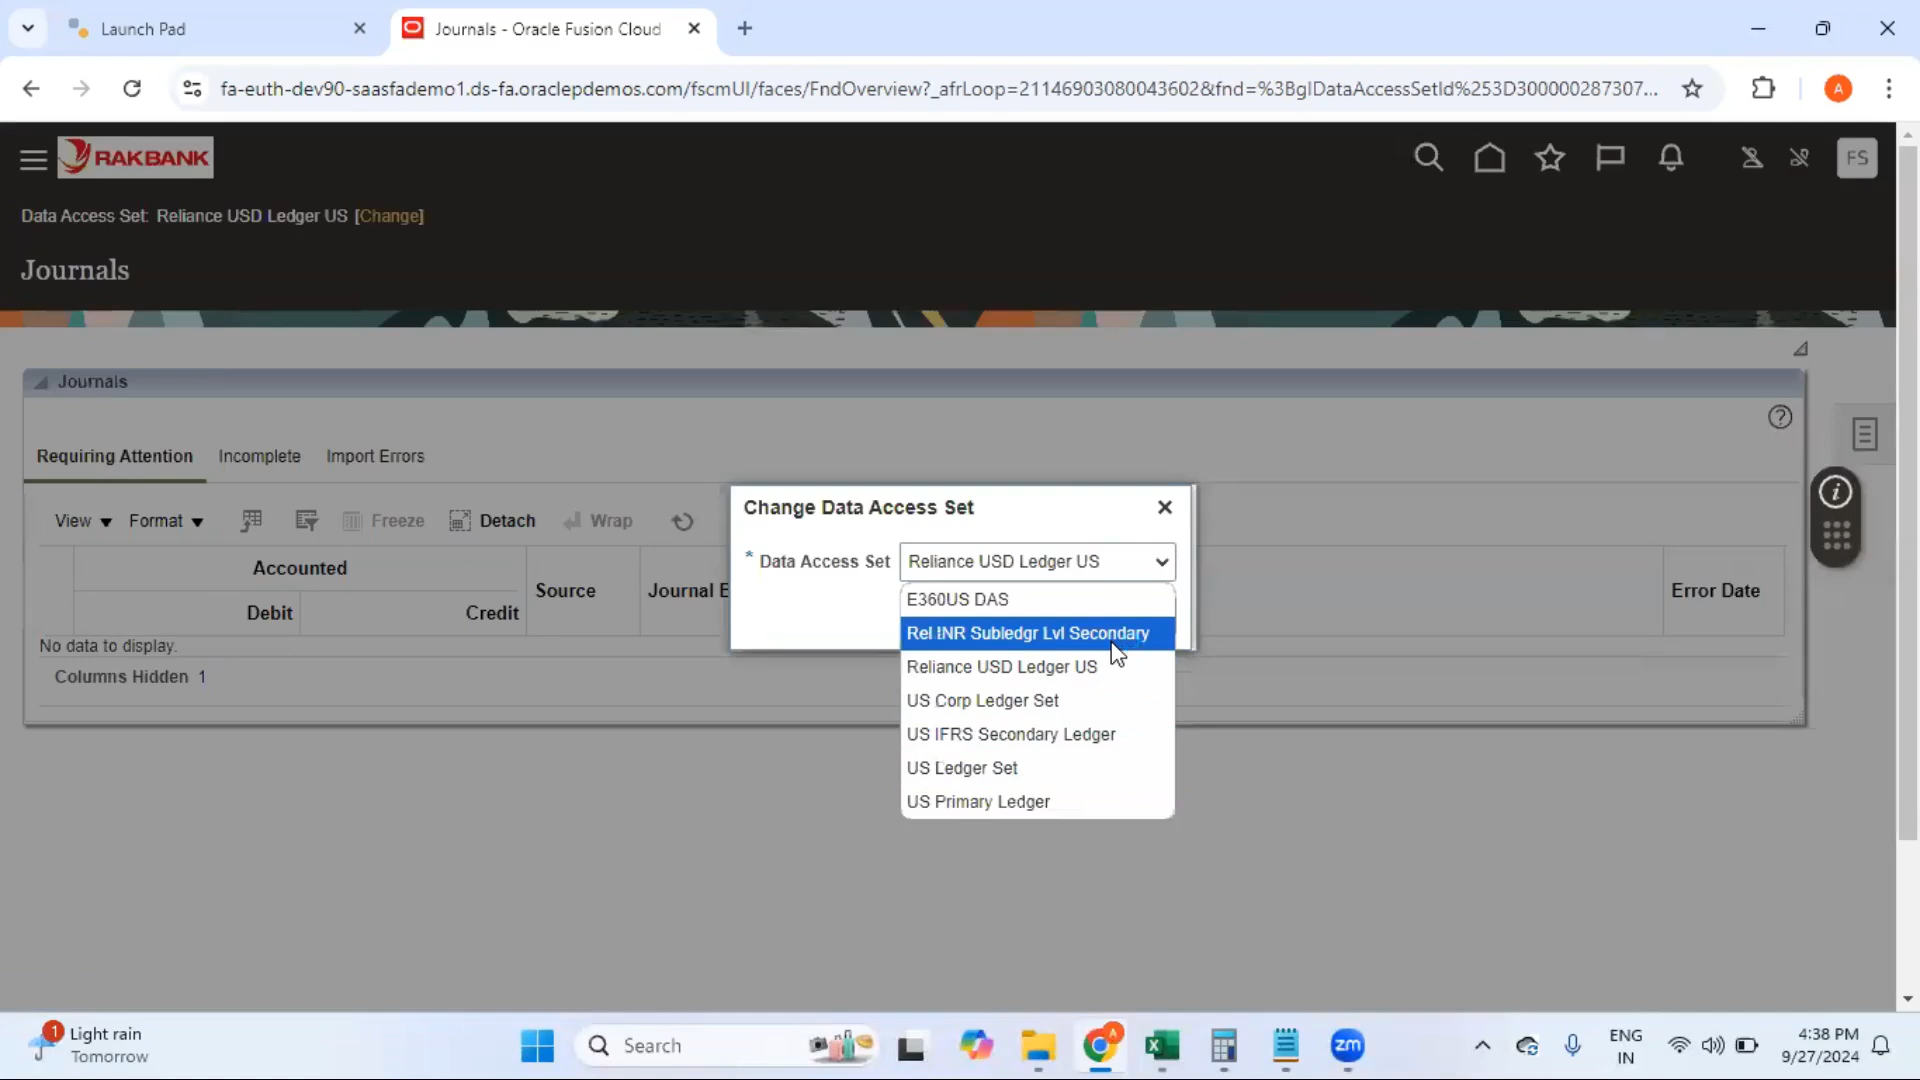 Launch Pad
Journals - Oracle Fusion Cloud
fa-euth-dev90-saasfademo1.ds-fa.oraclepdemos.com/fscmUI/faces/FndOverview?_afrLoop=21146903080043602&fnd=%3BglDataAccessSetId%253D300000287307...
A
RAKBANK
FS
Data Access Set: Reliance USD Ledger US [Change]
Journals
Journals
Requiring Attention Incomplete Import Errors
View Format Freeze Detach Wrap
Accounted
Debit Credit Source Journal B Error Date
No data to display.
Columns Hidden 1
Change Data Access Set
* Data Access Set Reliance USD Ledger US
E360US DAS
Rel INR Subledgr Lvl Secondary
Reliance USD Ledger US
US Corp Ledger Set
US IFRS Secondary Ledger
US Ledger Set
US Primary Ledger
1
Light rain
Tomorrow
Search
A
zm
ENG
IN
4:38 PM
9/27/2024